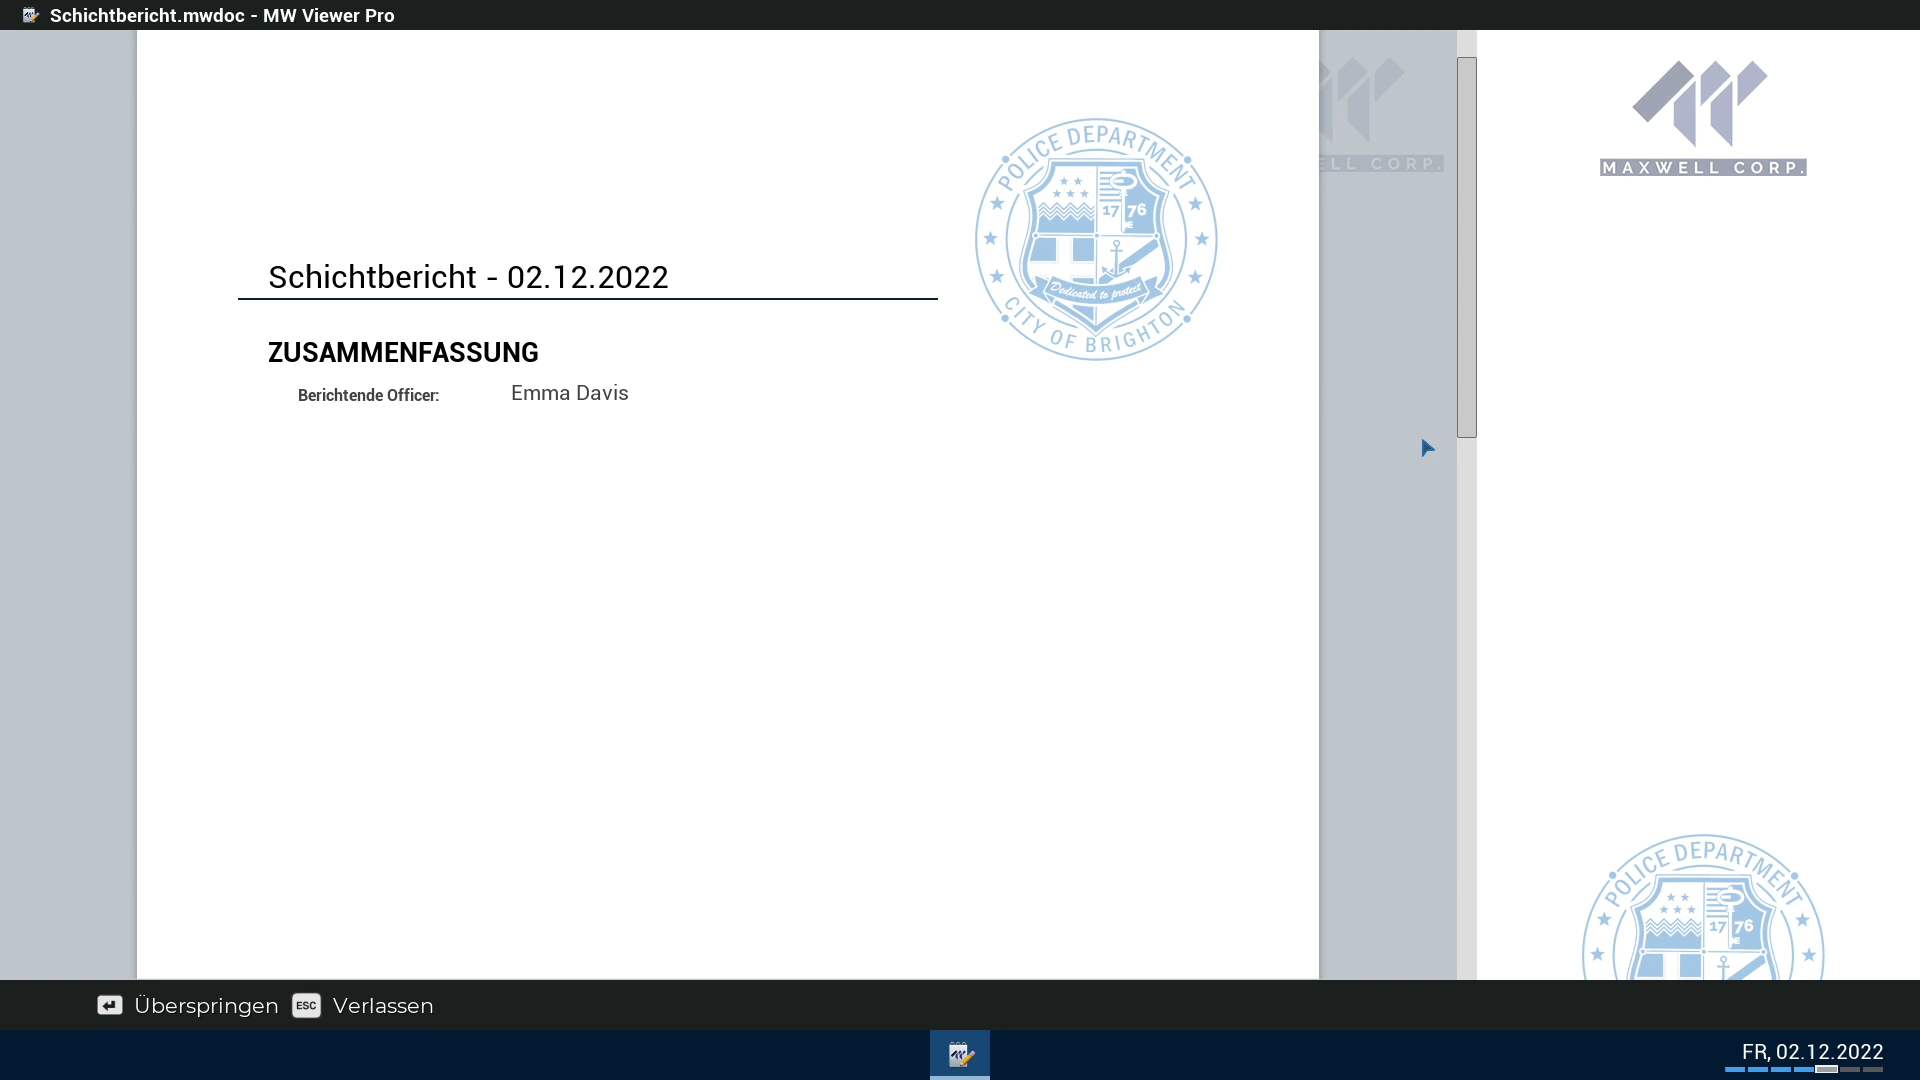 Schichtbericht.mwdoc - MW Viewer Pro
MAXWELL CORP.
ELL CORP.
POLICE DEPARTMENT
17 76
Dedicated to protect
CITY OF BRIGHTON
Schichtbericht - 02.12.2022
ZUSAMMENFASSUNG
Berichtende Officer: Emma Davis
POLICE DEPARTMENT
17 76
Überspringen ESC Verlassen
FR, 02.12.2022